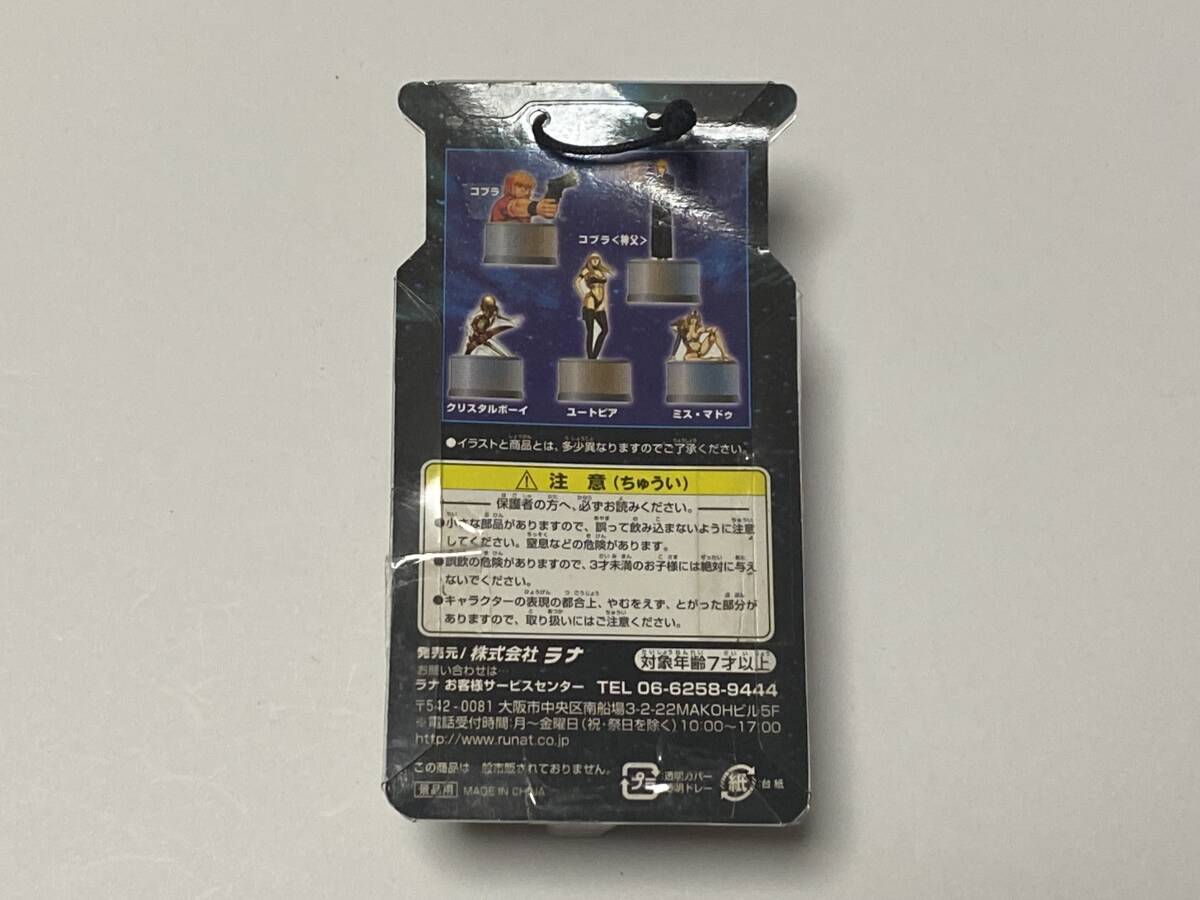 コブラ
コブラ<神父>
クリスタルボーイ
ユートピア
ミス・マドゥ
●イラストと商品とは、多少異なりますのでご了承ください。
⚠ 注 意(ちゅうい)
保護者の方へ、必ずお読みください。
●小さな部品がありますので、誤って飲み込まないように注意
してください。窒息などの危険があります。
●誤飲の危険がありますので、3才未満のお子様には絶対に与え
ないでください。
●キャラクターの表現の都合上、やむをえず、とがった部分が
ありますので、取り扱いにはご注意ください。
発売元/株式会社 ラナ
対象年齢7才以上
お問い合わせは…
ラナ お客様サービスセンター TEL 06-6258-9444
〒542-0081 大阪市中央区南船場3-2-22MAKOHビル5F
※電話受付時間:月~金曜日(祝・祭日を除く)10:00~17:00
http://www.runat.co.jp
この商品は一般市販されておりません。
景品用 MADE IN CHINA
プラ
:透明カバー
明トレー
紙
:台紙